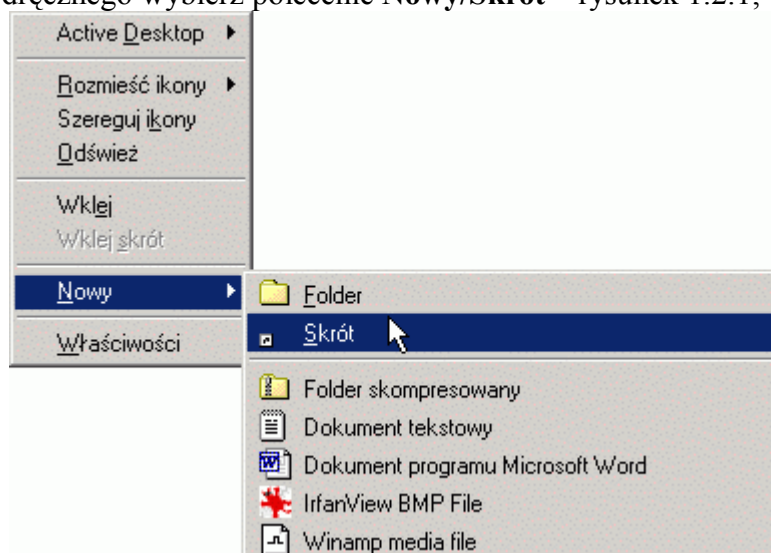 dręcznego wybierz polecenie Nowy/Skrót – rysunek 1.2.1;
Active Desktop
Rozmieść ikony
Szereguj ikony
Odśwież
Wklej
Wklej skrót
Nowy
Właściwości
Folder
Skrót
Folder skompresowany
Dokument tekstowy
Dokument programu Microsoft Word
IrfanView BMP File
Winamp media file